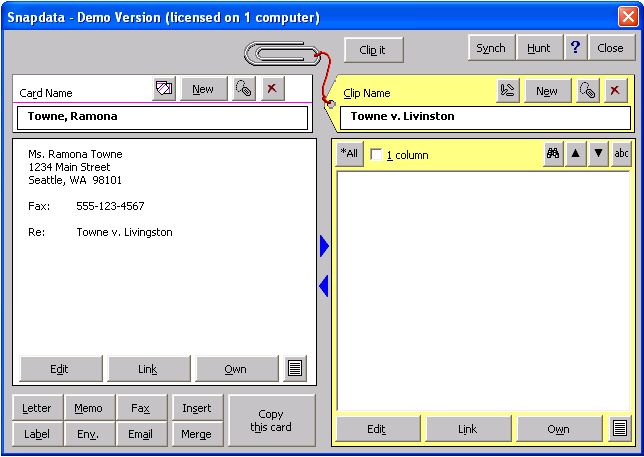 Snapdata - Demo Version (licensed on 1 computer)
Clip it
Synch Hunt ? Close
Card Name New
Clip Name New
Towne, Ramona
Towne v. Livinston
Ms. Ramona Towne
1234 Main Street
Seattle, WA 98101
Fax: 555-123-4567
Re: Towne v. Livingston
*All 1 column abc
Edit Link Own
Letter Memo Fax Insert
Copy this card
Label Env. Email Merge
Edit Link Own